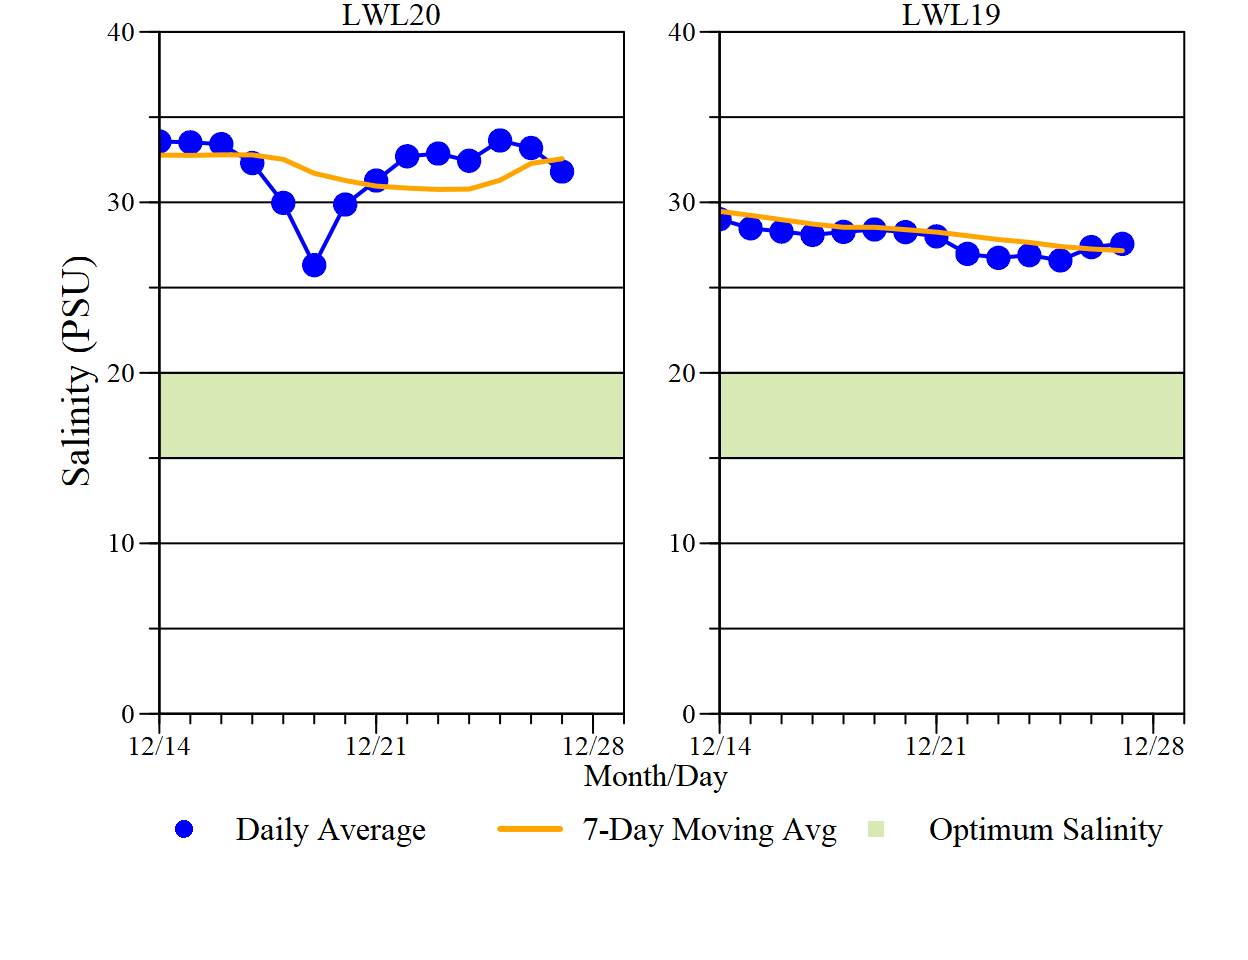 LWL20 LWL19
40 40
30 30
20 20
10 10
0 0
Salinity (PSU)
12/14 12/21 12/28 12/14 12/21 12/28
Month/Day
Daily Average 7-Day Moving Avg Optimum Salinity